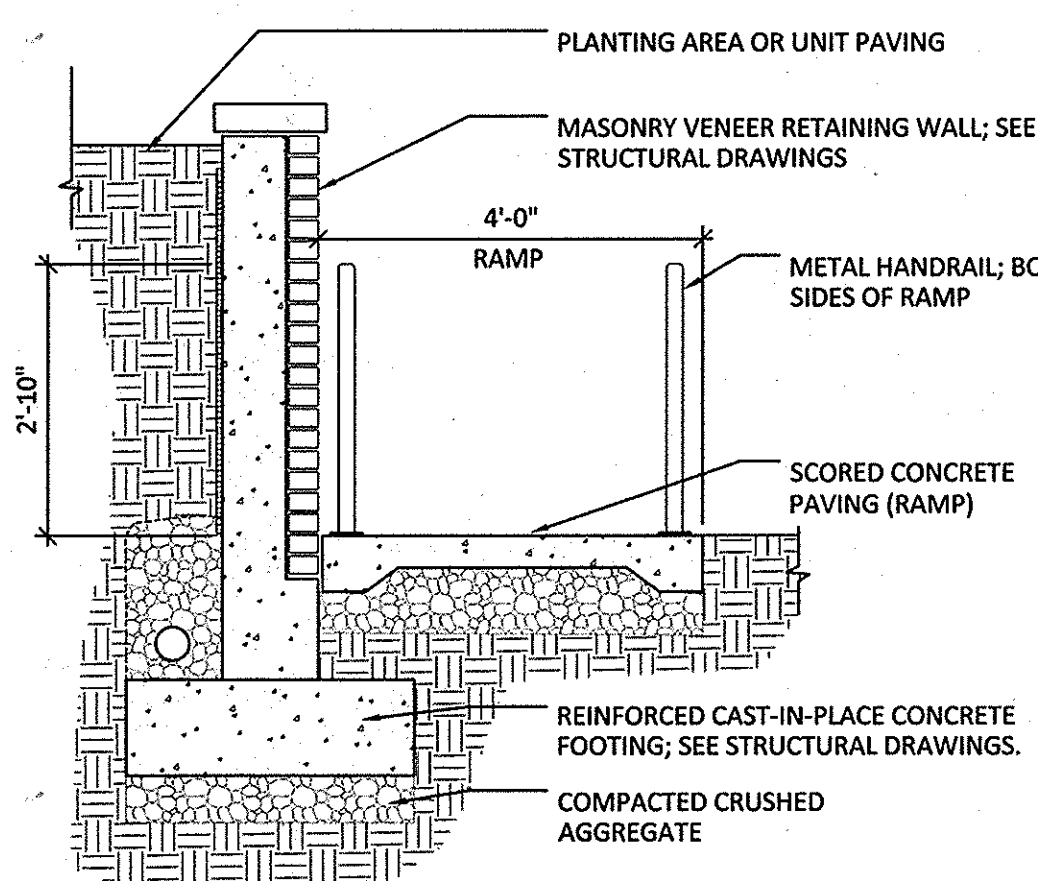 PLANTING AREA OR UNIT PAVING
MASONRY VENEER RETAINING WALL; SEE
STRUCTURAL DRAWINGS
4'-0"
RAMP
METAL HANDRAIL; BO
SIDES OF RAMP
2'-10"
SCORED CONCRETE
PAVING (RAMP)
REINFORCED CAST-IN-PLACE CONCRETE
FOOTING; SEE STRUCTURAL DRAWINGS.
COMPACTED CRUSHED
AGGREGATE